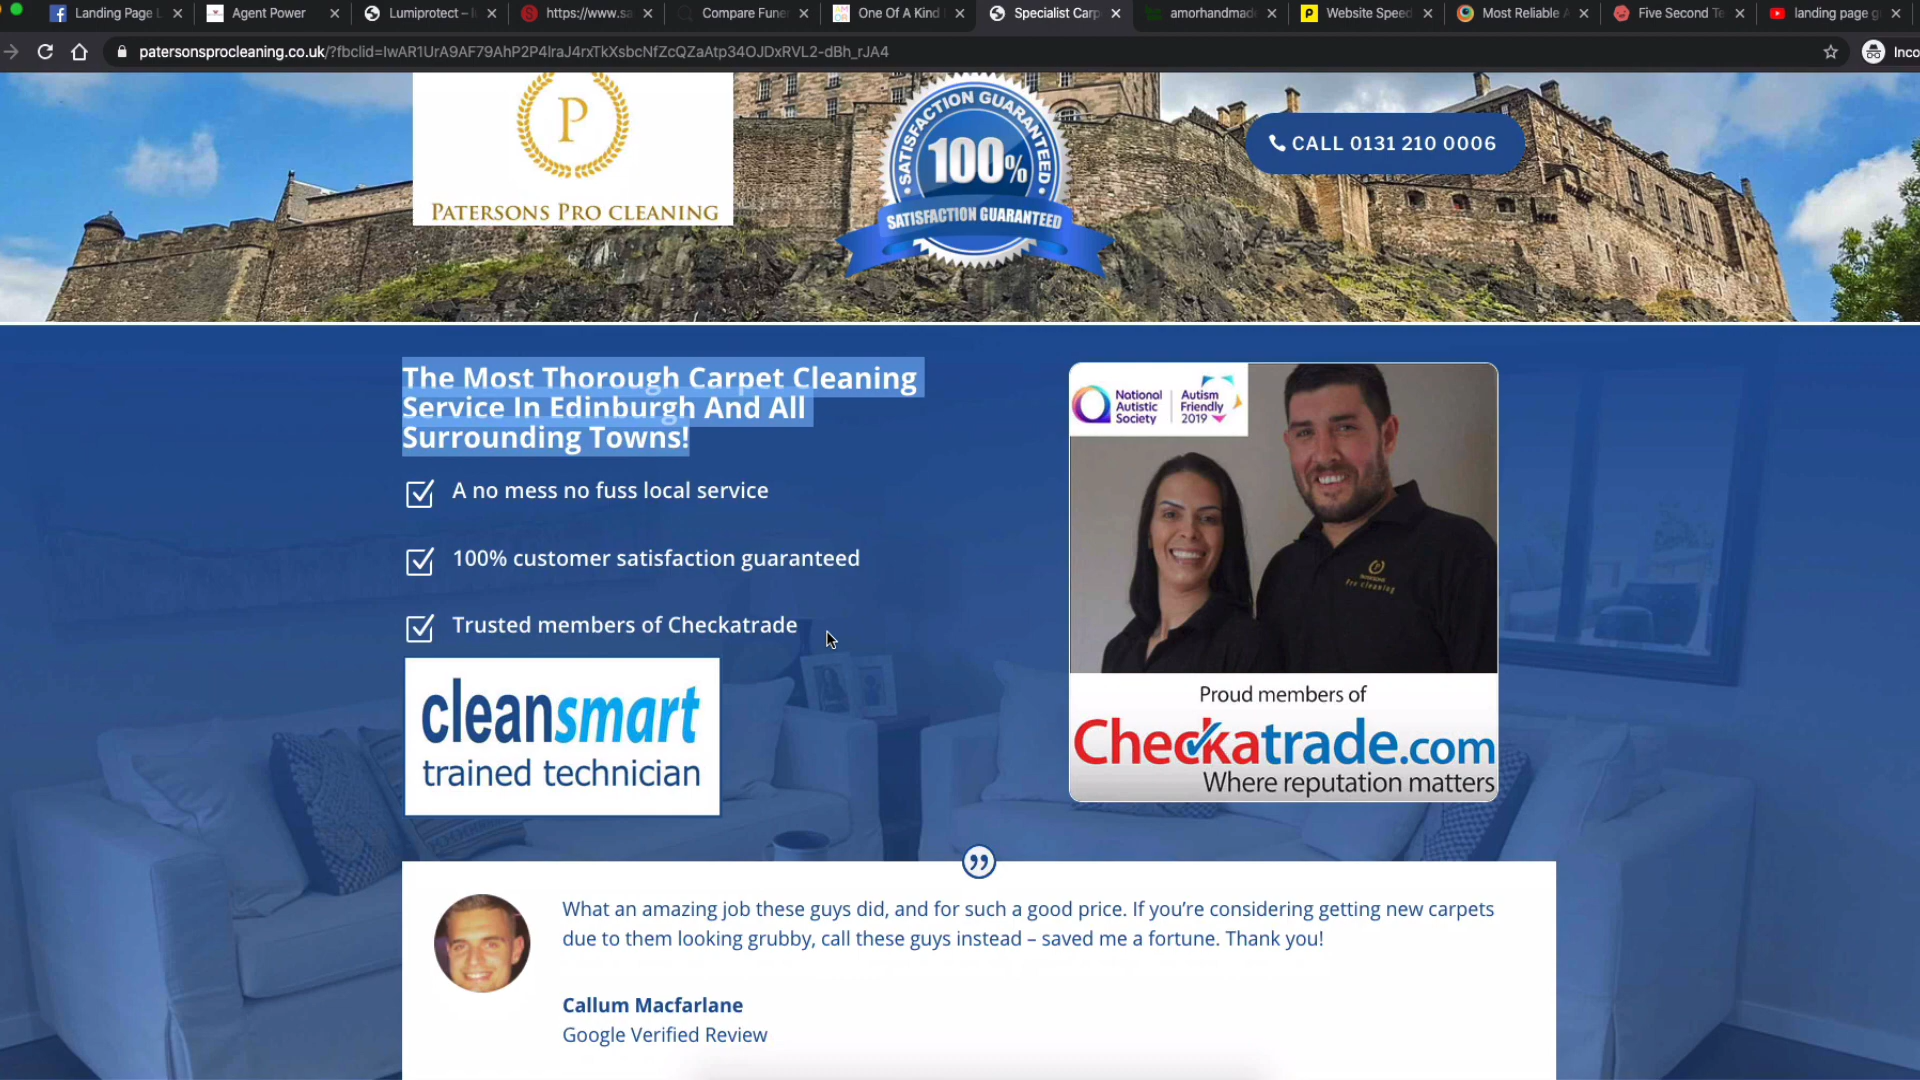 Landing Page L
Agent Power
Lumiprotect – I
https://www.sa
Compare Funer
One Of A Kind
Specialist Carp
amorhandmade
Website Speed
Most Reliable A
Five Second Te
landing page g
patersonsprocleaning.co.uk/?fbclid=IwAR1UrA9AF79AhP2P4IraJ4rxTkXsbcNfZcQZaAtp34OJDxRVL2-dBh_rJA4
Inco
P
PATERSONS PRO CLEANING
SATISFACTION GUARANTEED
100%
SATISFACTION GUARANTEED
CALL 0131 210 0006
The Most Thorough Carpet Cleaning
Service In Edinburgh And All
Surrounding Towns!
A no mess no fuss local service
100% customer satisfaction guaranteed
Trusted members of Checkatrade
cleansmart
trained technician
National
Autistic
Society
Autism
Friendly
2019
P
Pro cleaning
Proud members of
Checkatrade.com
Where reputation matters
What an amazing job these guys did, and for such a good price. If you’re considering getting new carpets
due to them looking grubby, call these guys instead – saved me a fortune. Thank you!
Callum Macfarlane
Google Verified Review